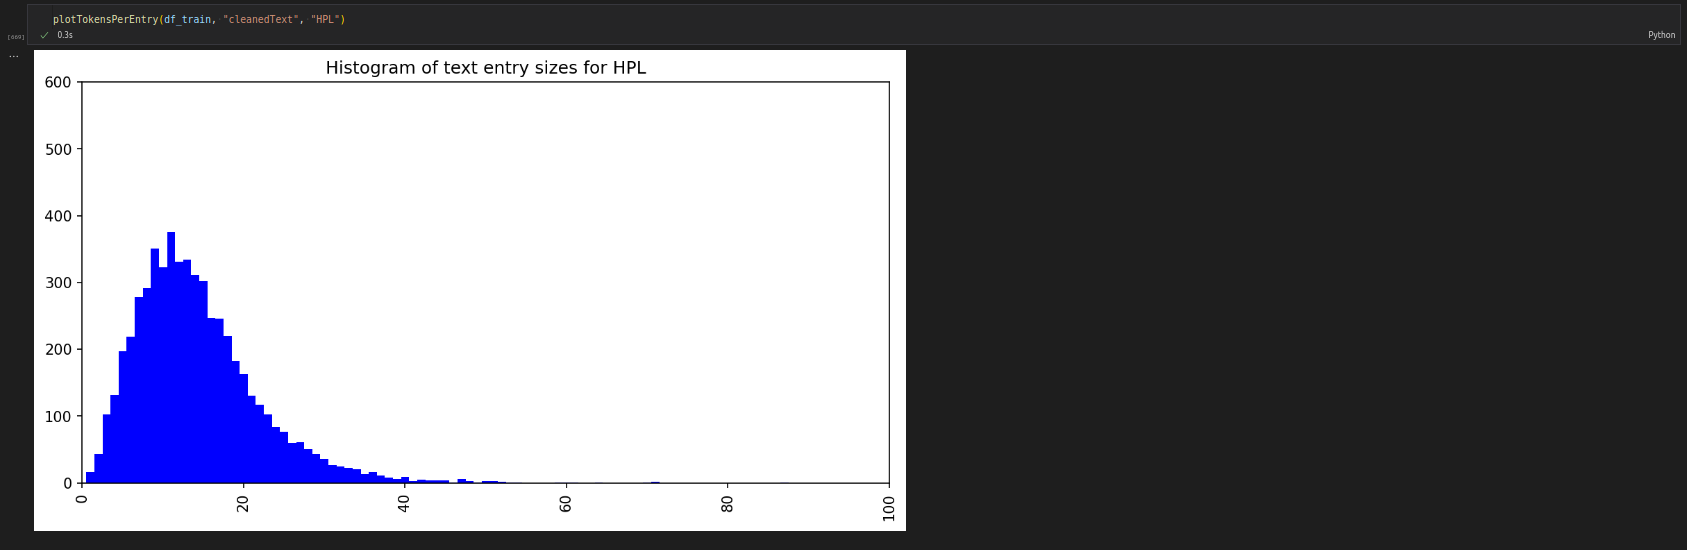 plotTokensPerEntry(df_train, "cleanedText", "HPL")
[669]
0.3s
Python
...
Histogram of text entry sizes for HPL
600
500
400
300
200
100
0
0 20 40 60 80 100